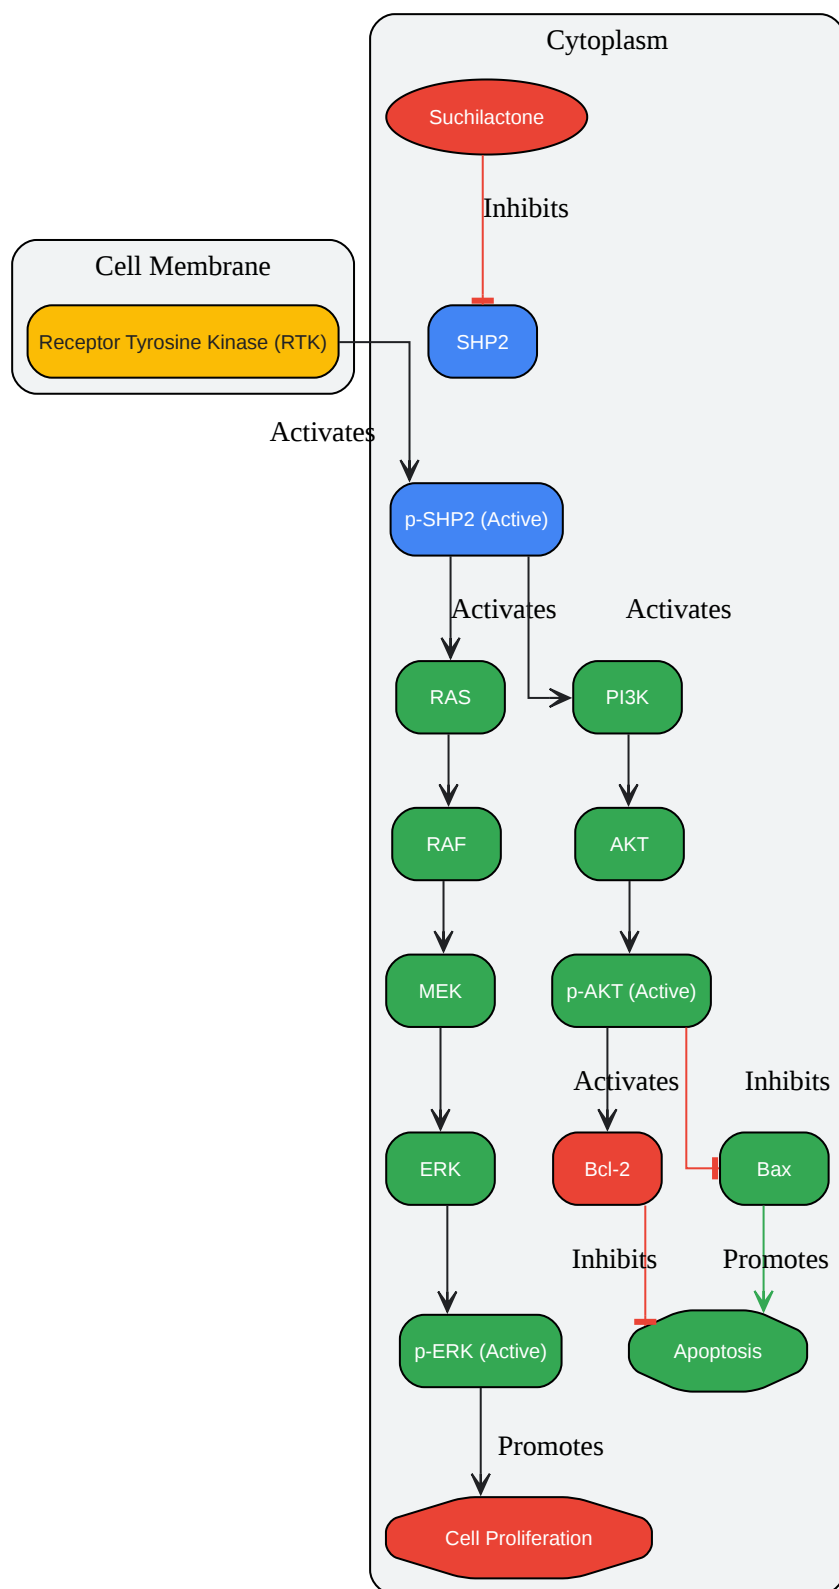 Cytoplasm
Suchilactone
Inhibits
Cell Membrane
Receptor Tyrosine Kinase (RTK)
SHP2
Activates
p-SHP2 (Active)
Activates
Activates
RAS
PI3K
RAF
AKT
MEK
p-AKT (Active)
Activates
Inhibits
ERK
Bcl-2
Bax
Inhibits
Promotes
p-ERK (Active)
Apoptosis
Promotes
Cell Proliferation